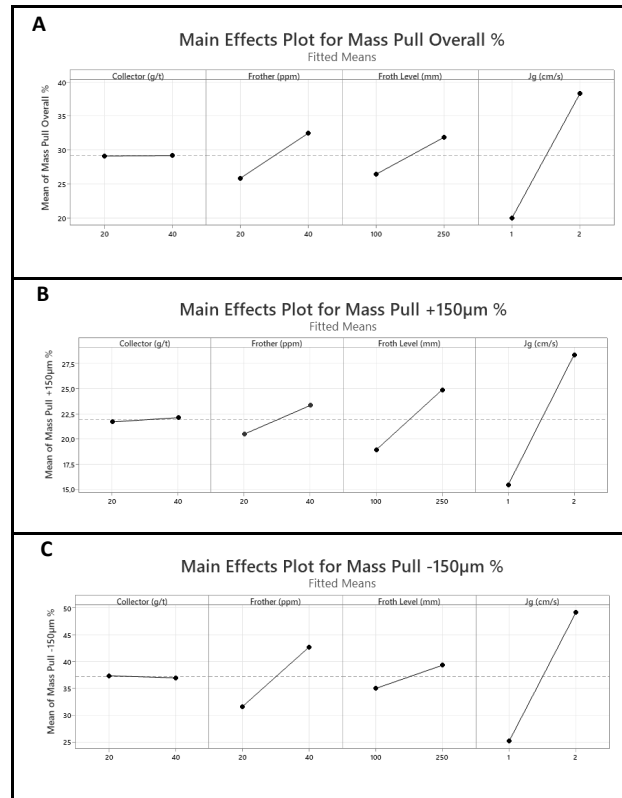 A
Main Effects Plot for Mass Pull Overall %
Fitted Means
Collector (g/t) Frother (ppm) Froth Level (mm) Jg (cm/s)
Mean of Mass Pull Overall %
40
35
30
25
20
20 40 20 40 100 250 1 2
B
Main Effects Plot for Mass Pull +150µm %
Fitted Means
Collector (g/t) Frother (ppm) Froth Level (mm) Jg (cm/s)
Mean of Mass Pull +150µm %
27,5
25,0
22,5
20,0
17,5
15,0
20 40 20 40 100 250 1 2
C
Main Effects Plot for Mass Pull -150µm %
Fitted Means
Collector (g/t) Frother (ppm) Froth Level (mm) Jg (cm/s)
Mean of Mass Pull -150µm %
50
45
40
35
30
25
20 40 20 40 100 250 1 2